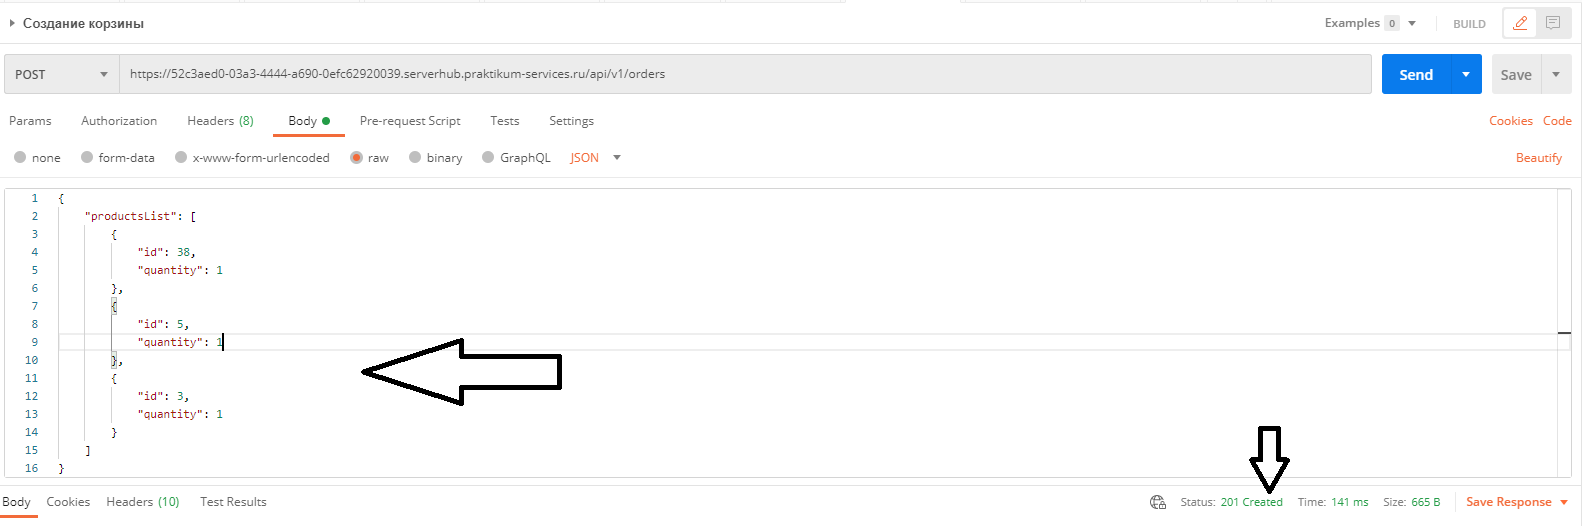 Создание корзины
Examples 0
BUILD
POST
https://52c3aed0-03a3-4444-a690-0efc62920039.serverhub.praktikum-services.ru/api/v1/orders
Send
Save
Params Authorization Headers (8) Body Pre-request Script Tests Settings
Cookies Code
none form-data x-www-form-urlencoded raw binary GraphQL JSON
Beautify
1 {
2 "productsList": [
3 {
4 "id": 38,
5 "quantity": 1
6 },
7 {
8 "id": 5,
9 "quantity": 1
10 },
11 {
12 "id": 3,
13 "quantity": 1
14 }
15 ]
16 }
Body Cookies Headers (10) Test Results
Status: 201 Created Time: 141 ms Size: 665 B
Save Response